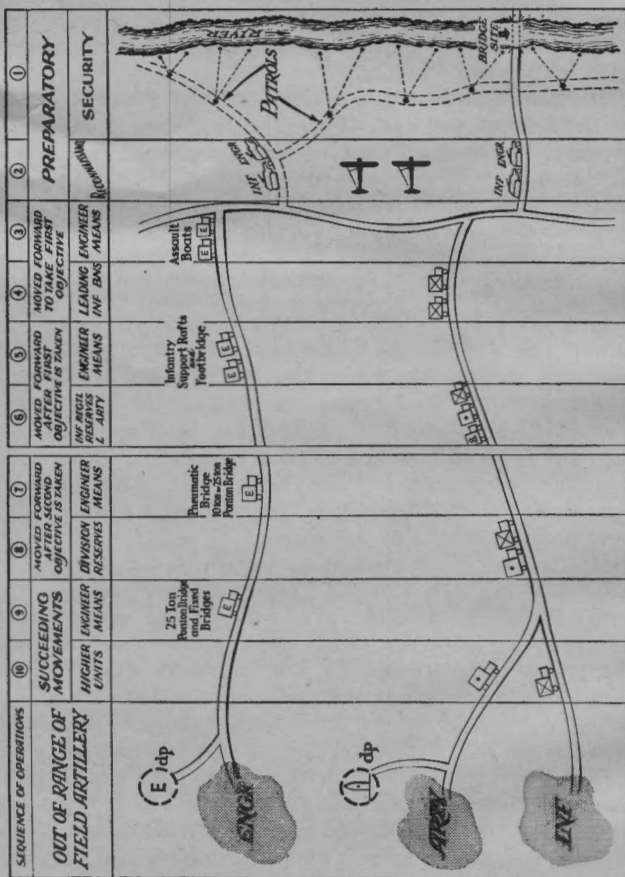 SEQUENCE OF OPERATIONS
⑩
⑨
⑧
⑦
⑥
⑤
④
③
②
①
OUT OF RANGE OF
FIELD ARTILLERY
SUCCEEDING
MOVEMENTS
MOVED FORWARD
AFTER SECOND
OBJECTIVE IS TAKEN
MOVED FORWARD
AFTER FIRST
OBJECTIVE IS TAKEN
MOVED FORWARD
TO TAKE FIRST
OBJECTIVE
PREPARATORY
HIGHER
UNITS
ENGINEER
MEANS
DIVISION
RESERVES
ENGINEER
MEANS
INF REGTL
RESERVES
& ARTY
ENGINEER
MEANS
LEADING
INF BNS
ENGINEER
MEANS
RECONNAISSANCE
SECURITY
E dp
ENGR
25 Ton
Ponton Bridge
and Fixed
Bridges
E
Pneumatic
Bridge
10 ton - 25 ton
Ponton Bridge
E
Infantry
Support Rafts
and
Footbridge
E
E
Assault
Boats
E
E
INF
ENGR
PATROLS
RIVER
dp
ARTY
INF
INF
ENGR
BRIDGE
SITE